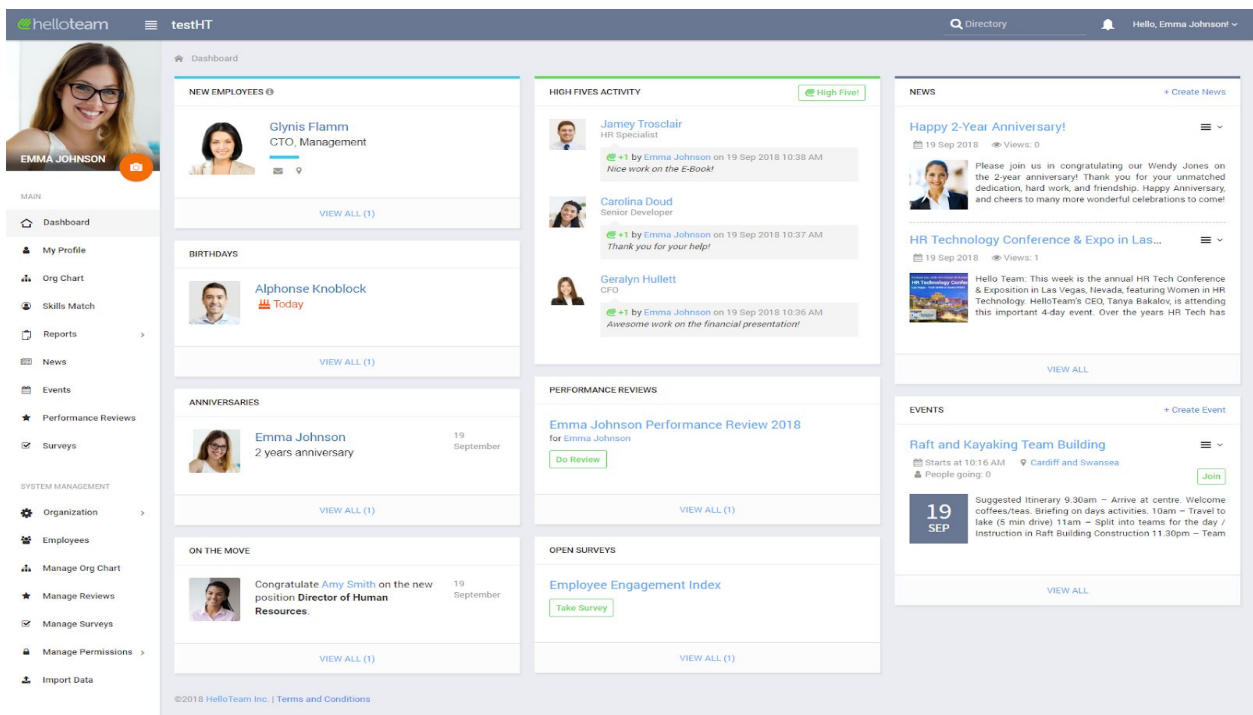 helloteam
testHT
Directory
Hello, Emma Johnson!
EMMA JOHNSON
MAIN
Dashboard
My Profile
Org Chart
Skills Match
Reports
News
Events
Performance Reviews
Surveys
SYSTEM MANAGEMENT
Organization
Employees
Manage Org Chart
Manage Reviews
Manage Surveys
Manage Permissions
Import Data
Dashboard
NEW EMPLOYEES
Glynis Flamm
CTO, Management
VIEW ALL (1)
BIRTHDAYS
Alphonse Knoblock
Today
VIEW ALL (1)
ANNIVERSARIES
Emma Johnson
2 years anniversary
19
September
VIEW ALL (1)
ON THE MOVE
Congratulate Amy Smith on the new
position Director of Human
Resources.
19
September
VIEW ALL (1)
HIGH FIVES ACTIVITY
High Five!
Jamey Trosclair
HR Specialist
+1 by Emma Johnson on 19 Sep 2018 10:38 AM
Nice work on the E-Book!
Carolina Doud
Senior Developer
+1 by Emma Johnson on 19 Sep 2018 10:37 AM
Thank you for your help!
Geralyn Hullett
CFO
+1 by Emma Johnson on 19 Sep 2018 10:36 AM
Awesome work on the financial presentation!
PERFORMANCE REVIEWS
Emma Johnson Performance Review 2018
for Emma Johnson
Do Review
VIEW ALL (1)
OPEN SURVEYS
Employee Engagement Index
Take Survey
VIEW ALL (1)
NEWS
+ Create News
Happy 2-Year Anniversary!
19 Sep 2018 Views: 0
Please join us in congratulating our Wendy Jones on
the 2-year anniversary! Thank you for your unmatched
dedication, hard work, and friendship. Happy Anniversary,
and cheers to many more wonderful celebrations to come!
HR Technology Conference & Expo in Las...
19 Sep 2018 Views: 1
Hello Team: This week is the annual HR Tech Conference
& Exposition in Las Vegas, Nevada, featuring Women in HR
Technology. HelloTeam's CEO, Tanya Bakalov, is attending
this important 4-day event. Over the years HR Tech has
VIEW ALL
EVENTS
+ Create Event
Raft and Kayaking Team Building
Starts at 10:16 AM Cardiff and Swansea
People going: 0
Join
19
SEP
Suggested Itinerary 9.30am – Arrive at centre. Welcome
coffees/teas. Briefing on days activities. 10am – Travel to
lake (5 min drive) 11am – Split into teams for the day /
Instruction in Raft Building Construction 11.30pm – Team
VIEW ALL
©2018 HelloTeam Inc. | Terms and Conditions